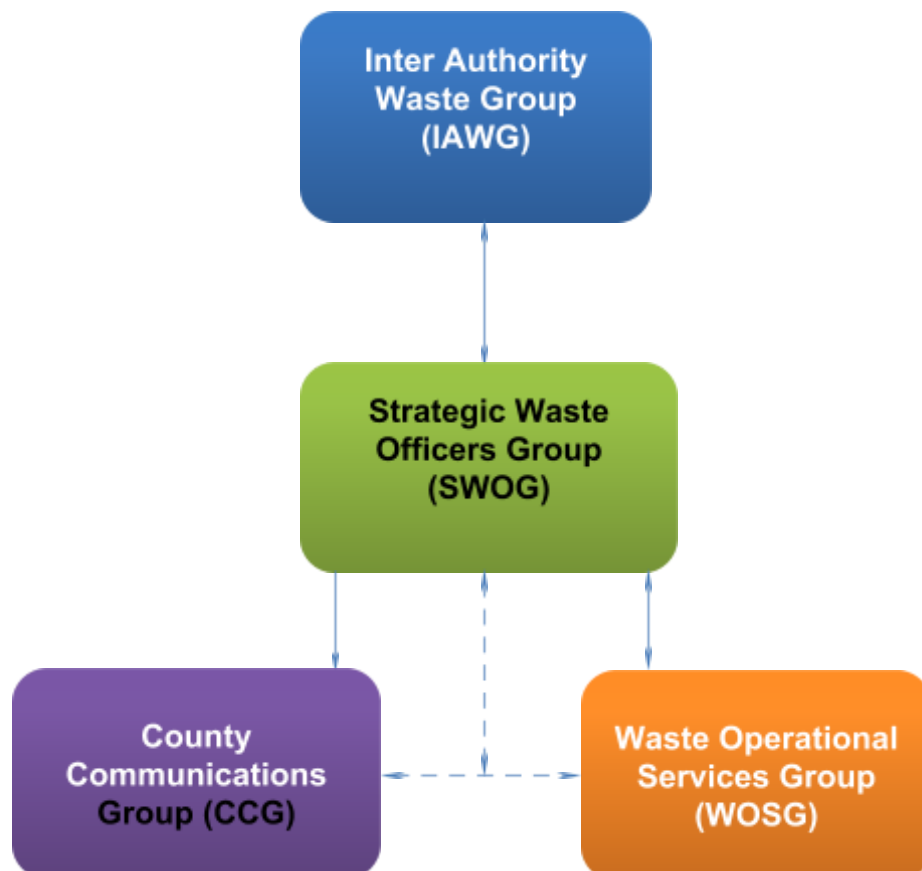 Inter Authority
Waste Group
(IAWG)
Strategic Waste
Officers Group
(SWOG)
County
Communications
Group (CCG)
Waste Operational
Services Group
(WOSG)